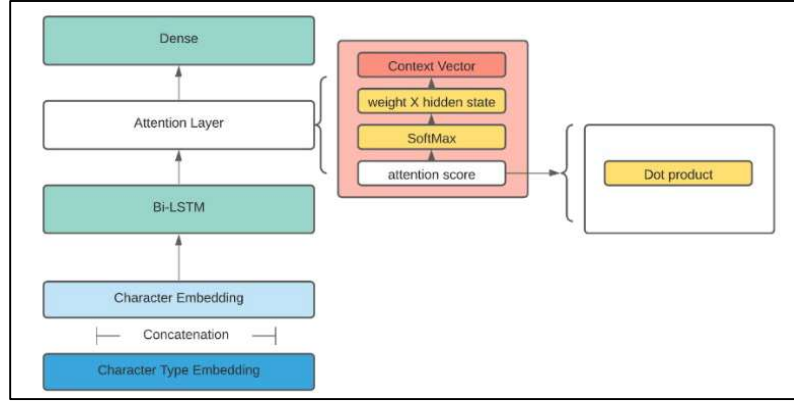 Dense
Attention Layer
Bi-LSTM
Character Embedding
Concatenation
Character Type Embedding
Context Vector
weight X hidden state
SoftMax
attention score
Dot product